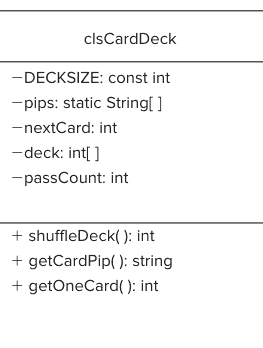 clsCardDeck
−DECKSIZE: const int
−pips: static String[ ]
−nextCard: int
−deck: int[ ]
−passCount: int
+ shuffleDeck( ): int
+ getCardPip( ): string
+ getOneCard( ): int